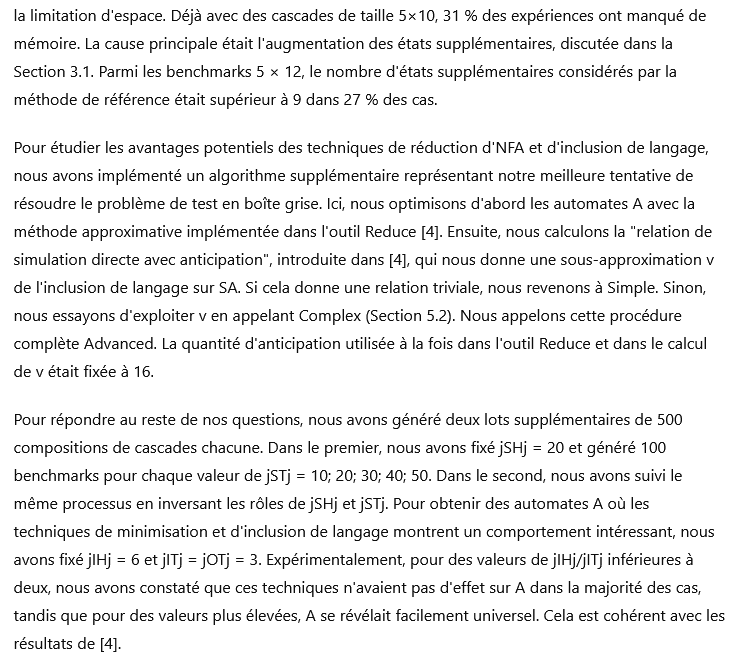 la limitation d'espace. Déjà avec des cascades de taille 5×10, 31 % des expériences ont manqué de
mémoire. La cause principale était l'augmentation des états supplémentaires, discutée dans la
Section 3.1. Parmi les benchmarks 5 × 12, le nombre d'états supplémentaires considérés par la
méthode de référence était supérieur à 9 dans 27 % des cas.
Pour étudier les avantages potentiels des techniques de réduction d'NFA et d'inclusion de langage,
nous avons implémenté un algorithme supplémentaire représentant notre meilleure tentative de
résoudre le problème de test en boîte grise. Ici, nous optimisons d'abord les automates A avec la
méthode approximative implémentée dans l'outil Reduce [4]. Ensuite, nous calculons la "relation de
simulation directe avec anticipation", introduite dans [4], qui nous donne une sous-approximation v
de l'inclusion de langage sur SA. Si cela donne une relation triviale, nous revenons à Simple. Sinon,
nous essayons d'exploiter v en appelant Complex (Section 5.2). Nous appelons cette procédure
complète Advanced. La quantité d'anticipation utilisée à la fois dans l'outil Reduce et dans le calcul
de v était fixée à 16.
Pour répondre au reste de nos questions, nous avons généré deux lots supplémentaires de 500
compositions de cascades chacune. Dans le premier, nous avons fixé jSHj = 20 et généré 100
benchmarks pour chaque valeur de jSTj = 10; 20; 30; 40; 50. Dans le second, nous avons suivi le
même processus en inversant les rôles de jSHj et jSTj. Pour obtenir des automates A où les
techniques de minimisation et d'inclusion de langage montrent un comportement intéressant, nous
avons fixé jIHj = 6 et jITj = jOTj = 3. Expérimentalement, pour des valeurs de jIHj/jITj inférieures à
deux, nous avons constaté que ces techniques n'avaient pas d'effet sur A dans la majorité des cas,
tandis que pour des valeurs plus élevées, A se révélait facilement universel. Cela est cohérent avec les
résultats de [4].